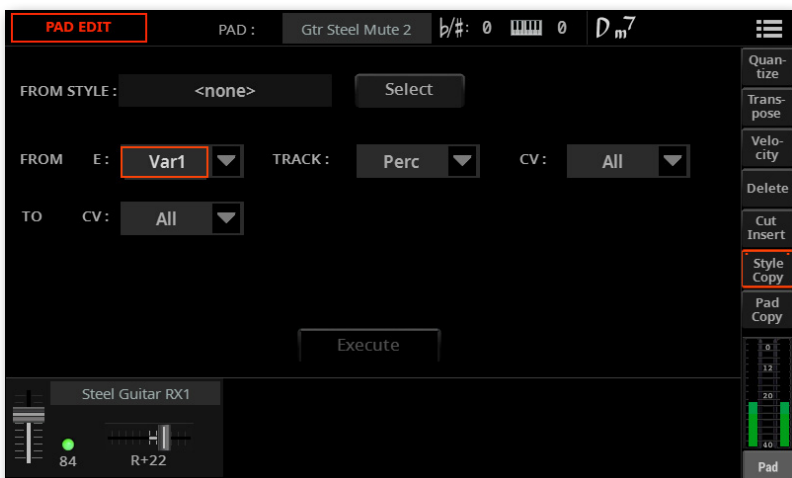 PAD EDIT PAD : Gtr Steel Mute 2 ♭/#: 0 0 Dm7
FROM STYLE : <none> Select
FROM E : Var1 TRACK : Perc CV : All
TO CV : All
Execute
Quan-
tize
Trans-
pose
Velo-
city
Delete
Cut
Insert
Style
Copy
Pad
Copy
0
12
20
40
Pad
Steel Guitar RX1
84 R+22